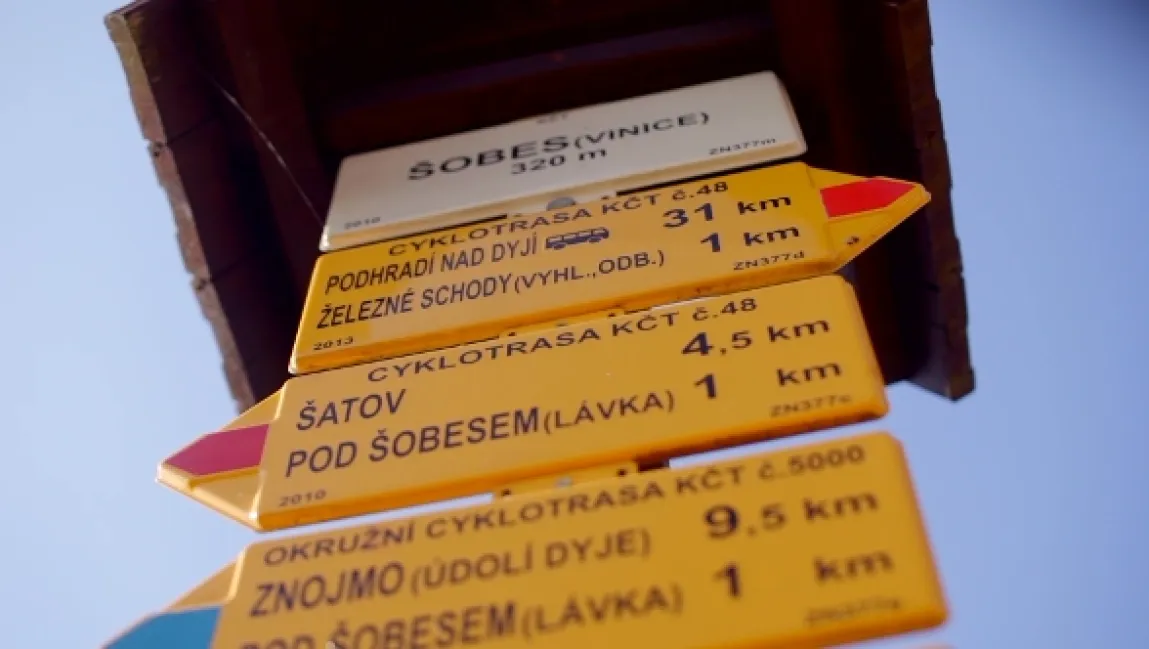 KČT
ŠOBES (VINICE)
320 m
2010 ZN377m
CYKLOTRASA KČT č.48
PODHRADÍ NAD DYJÍ 31 km
ŽELEZNÉ SCHODY (VYHL.,ODB.) 1 km
2013 ZN377d
CYKLOTRASA KČT č.48
ŠATOV 4,5 km
POD ŠOBESEM (LÁVKA) 1 km
2010 ZN377c
OKRUŽNÍ CYKLOTRASA KČT č.5000
ZNOJMO (ÚDOLÍ DYJE) 9,5 km
POD ŠOBESEM (LÁVKA) 1 km